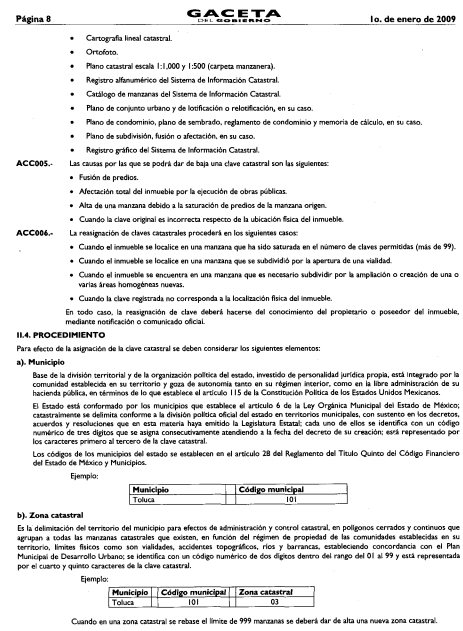 Página 8
GACETA
DEL GOBIERNO
1o. de enero de 2009
• Cartografía lineal catastral.
• Ortofoto.
• Plano catastral escala 1:1,000 y 1:500 (carpeta manzanera).
• Registro alfanumérico del Sistema de Información Catastral.
• Catálogo de manzanas del Sistema de Información Catastral.
• Plano de conjunto urbano y de lotificación o relotificación, en su caso.
• Plano de condominio, plano de sembrado, reglamento de condominio y memoria de cálculo, en su caso.
• Plano de subdivisión, fusión o afectación, en su caso.
• Registro gráfico del Sistema de Información Catastral.
ACC005.- Las causas por las que se podrá dar de baja una clave catastral son las siguientes:
• Fusión de predios.
• Afectación total del inmueble por la ejecución de obras públicas.
• Alta de una manzana debido a la saturación de predios de la manzana origen.
• Cuando la clave original es incorrecta respecto de la ubicación física del inmueble.
ACC006.- La reasignación de claves catastrales procederá en los siguientes casos:
• Cuando el inmueble se localice en una manzana que ha sido saturada en el número de claves permitidas (más de 99).
• Cuando el inmueble se localice en una manzana que se subdividió por la apertura de una vialidad.
• Cuando el inmueble se encuentra en una manzana que es necesario subdividir por la ampliación o creación de una o
varias áreas homogéneas nuevas.
• Cuando la clave registrada no corresponda a la localización física del inmueble.
En todo caso, la reasignación de clave deberá hacerse del conocimiento del propietario o poseedor del inmueble,
mediante notificación o comunicado oficial.
II.4. PROCEDIMIENTO
Para efecto de la asignación de la clave catastral se deben considerar los siguientes elementos:
a). Municipio
Base de la división territorial y de la organización política del estado, investido de personalidad jurídica propia, está integrado por la
comunidad establecida en su territorio y goza de autonomía tanto en su régimen interior, como en la libre administración de su
hacienda pública, en términos de lo que establece el artículo 115 de la Constitución Política de los Estados Unidos Mexicanos.
El Estado está conformado por los municipios que establece el artículo 6 de la Ley Orgánica Municipal del Estado de México;
catastralmente se delimita conforme a la división política oficial del estado en territorios municipales, con sustento en los decretos,
acuerdos y resoluciones que en esta materia haya emitido la Legislatura Estatal; cada uno de ellos se identifica con un código
numérico de tres dígitos que se asigna consecutivamente atendiendo a la fecha del decreto de su creación; está representado por
los caracteres primero al tercero de la clave catastral.
Los códigos de los municipios del estado se establecen en el artículo 28 del Reglamento del Título Quinto del Código Financiero
del Estado de México y Municipios.
Ejemplo:
Municipio Código municipal
Toluca 101
b). Zona catastral
Es la delimitación del territorio del municipio para efectos de administración y control catastral, en polígonos cerrados y continuos que
agrupan a todas las manzanas catastrales que existen, en función del régimen de propiedad de las comunidades establecidas en su
territorio, límites físicos como son vialidades, accidentes topográficos, ríos y barrancas, estableciendo concordancia con el Plan
Municipal de Desarrollo Urbano; se identifica con un código numérico de dos dígitos dentro del rango del 01 al 99 y está representada
por el cuarto y quinto caracteres de la clave catastral.
Ejemplo:
Municipio Código municipal Zona catastral
Toluca 101 03
Cuando en una zona catastral se rebase el límite de 999 manzanas se deberá dar de alta una nueva zona catastral.